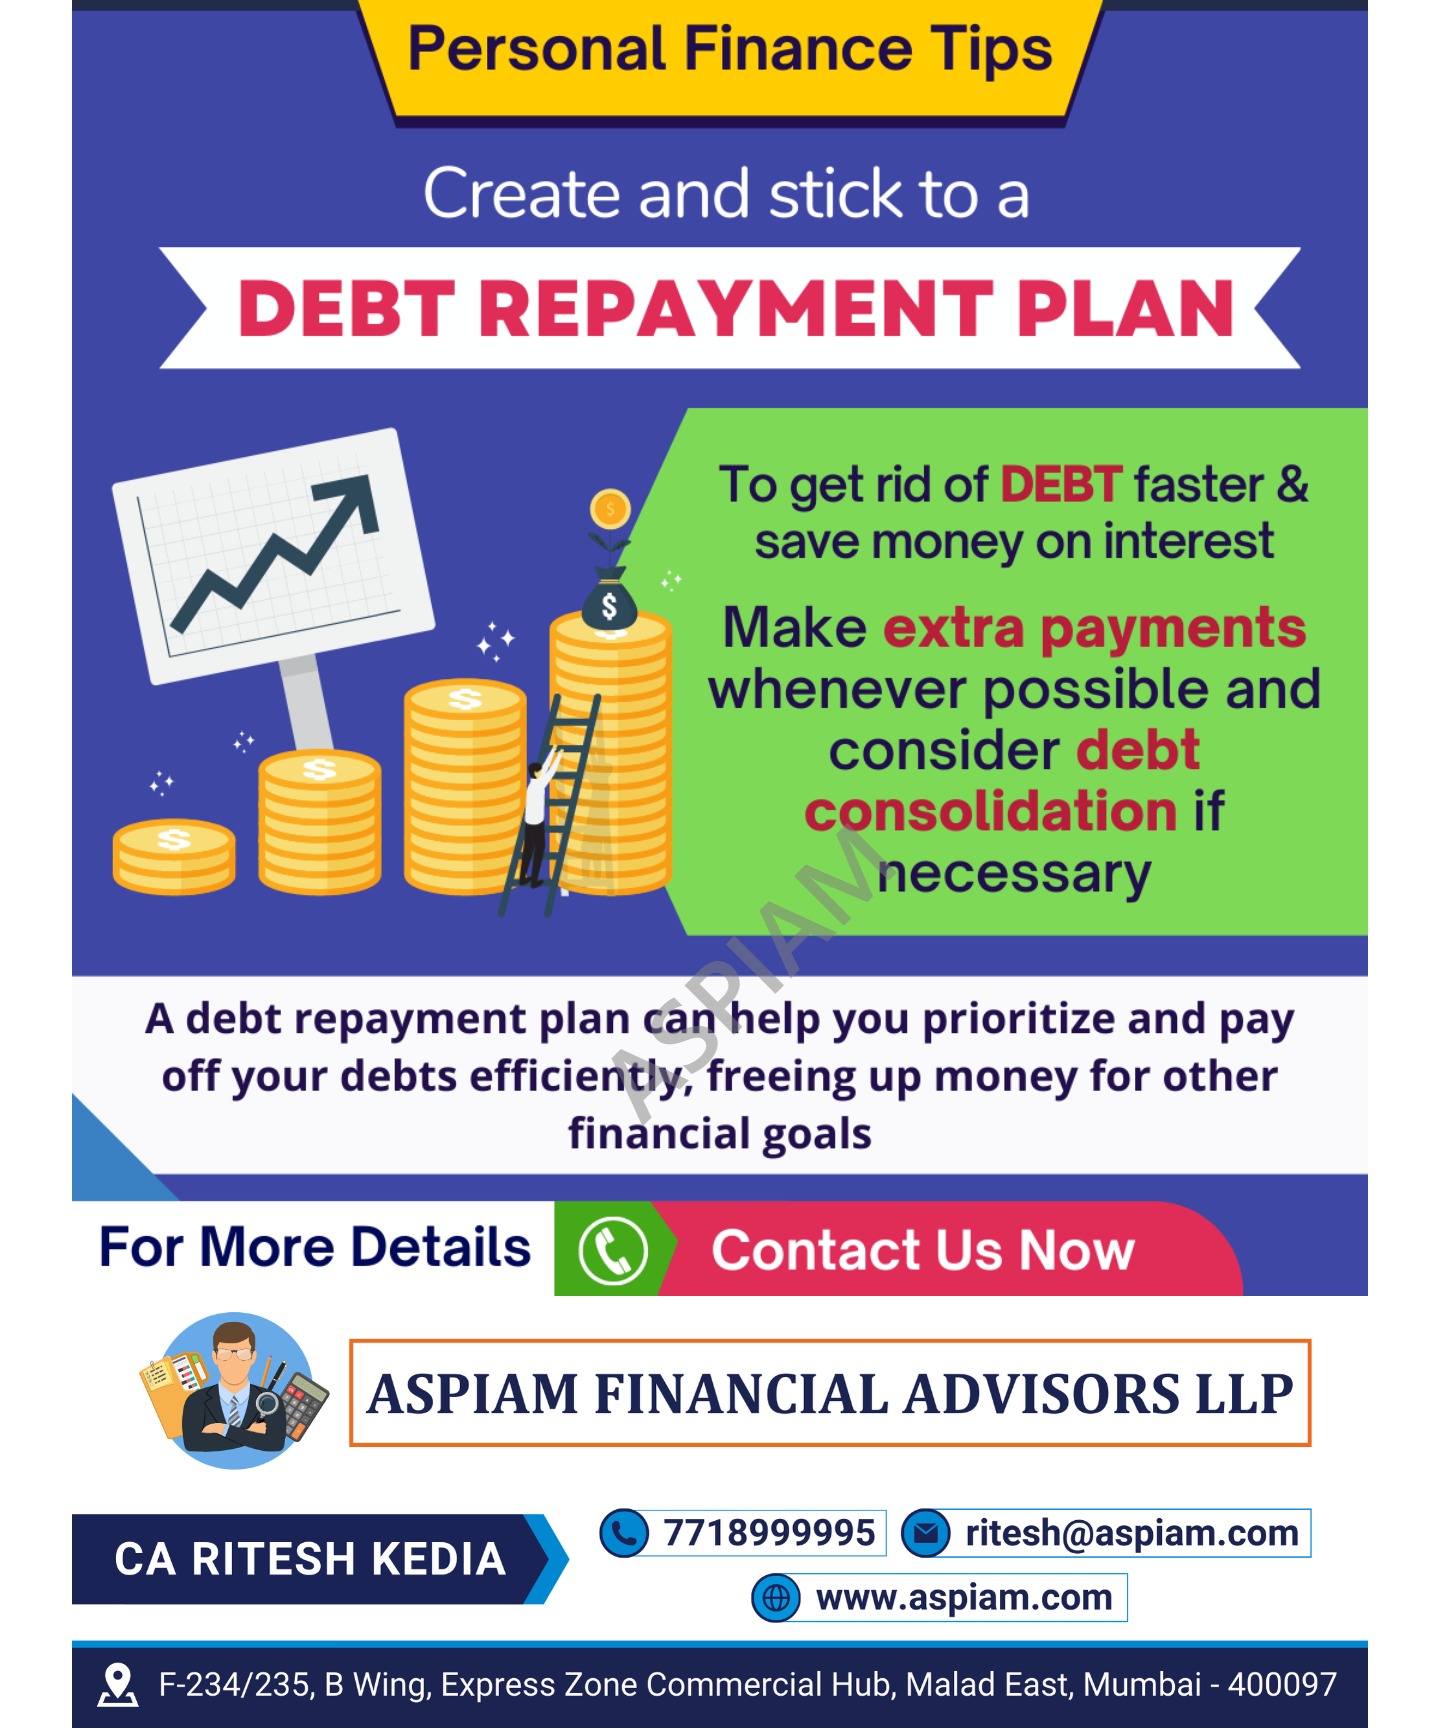 Personal Finance Tips
Create and stick to a
DEBT REPAYMENT PLAN
To get rid of DEBT faster &
save money on interest
Make extra payments
whenever possible and
consider debt
consolidation if
necessary
ASPIAM
A debt repayment plan can help you prioritize and pay
off your debts efficiently, freeing up money for other
financial goals
For More Details
Contact Us Now
ASPIAM FINANCIAL ADVISORS LLP
CA RITESH KEDIA
7718999995
ritesh@aspiam.com
www.aspiam.com
F-234/235, B Wing, Express Zone Commercial Hub, Malad East, Mumbai - 400097